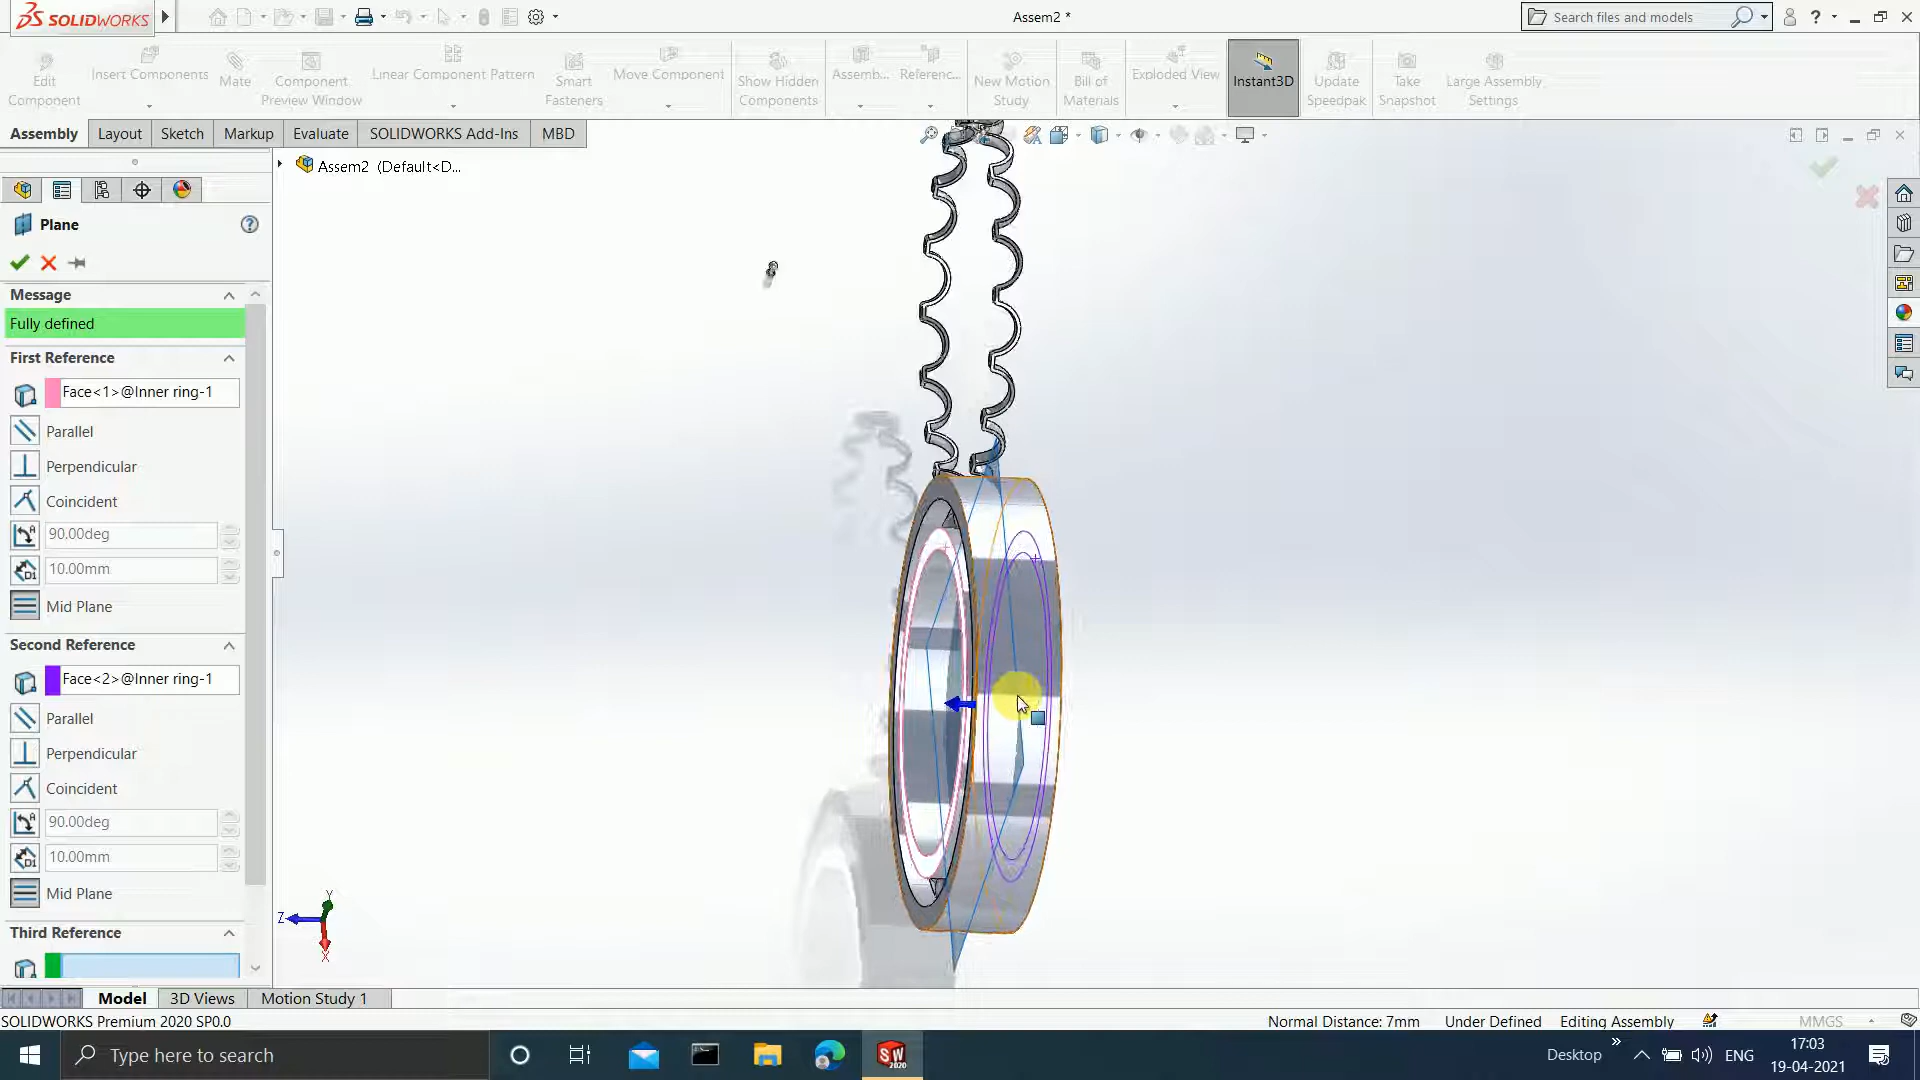 SOLIDWORKS
Assem2 *
Search files and models
?
Edit Component
Insert Components
Mate
Component Preview Window
Linear Component Pattern
Smart Fasteners
Move Component
Show Hidden Components
Assemb...
Referenc...
New Motion Study
Bill of Materials
Exploded View
Instant3D
Update Speedpak
Take Snapshot
Large Assembly Settings
Assembly
Layout
Sketch
Markup
Evaluate
SOLIDWORKS Add-Ins
MBD
Assem2 (Default<D...
Plane
?
Message
Fully defined
First Reference
Face<1>@Inner ring-1
Parallel
Perpendicular
Coincident
90.00deg
10.00mm
Mid Plane
Second Reference
Face<2>@Inner ring-1
Parallel
Perpendicular
Coincident
90.00deg
10.00mm
Mid Plane
Third Reference
Y
Z
X
Model
3D Views
Motion Study 1
SOLIDWORKS Premium 2020 SP0.0
Normal Distance: 7mm
Under Defined
Editing Assembly
MMGS
Type here to search
SW
2020
Desktop
ENG
17:03
19-04-2021